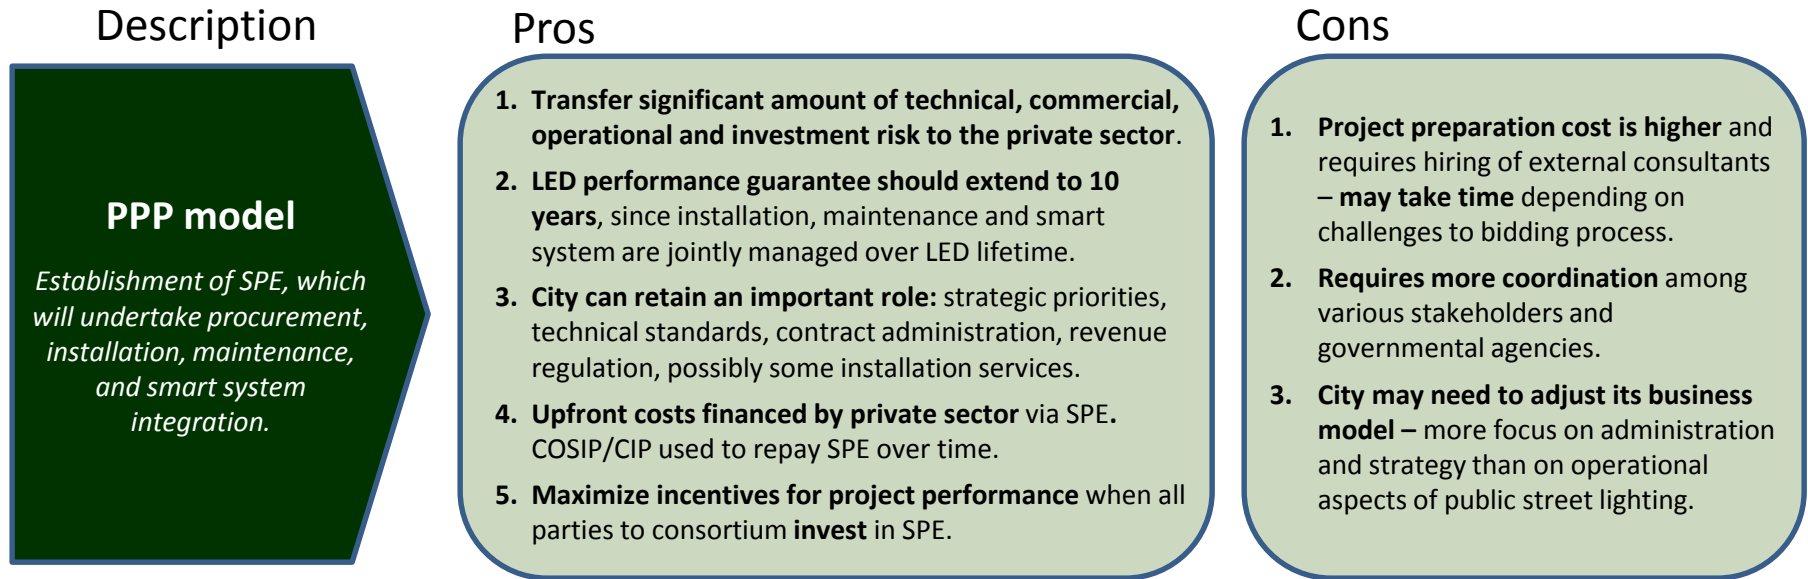 Description
PPP model
Establishment of SPE, which
will undertake procurement,
installation, maintenance,
and smart system
integration.
Pros
1. Transfer significant amount of technical, commercial,
operational and investment risk to the private sector.
2. LED performance guarantee should extend to 10
years, since installation, maintenance and smart
system are jointly managed over LED lifetime.
3. City can retain an important role: strategic priorities,
technical standards, contract administration, revenue
regulation, possibly some installation services.
4. Upfront costs financed by private sector via SPE.
COSIP/CIP used to repay SPE over time.
5. Maximize incentives for project performance when all
parties to consortium invest in SPE.
Cons
1. Project preparation cost is higher and
requires hiring of external consultants
– may take time depending on
challenges to bidding process.
2. Requires more coordination among
various stakeholders and
governmental agencies.
3. City may need to adjust its business
model – more focus on administration
and strategy than on operational
aspects of public street lighting.